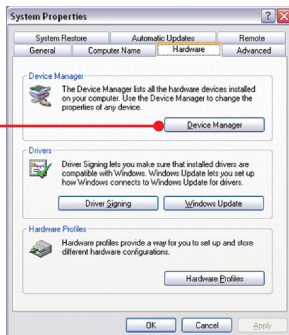 System Properties
System Restore Automatic Updates Remote
General Computer Name Hardware Advanced
Device Manager
The Device Manager lists all the hardware devices installed
on your computer. Use the Device Manager to change the
properties of any device.
Device Manager
Drivers
Driver Signing lets you make sure that installed drivers are
compatible with Windows. Windows Update lets you set up
how Windows connects to Windows Update for drivers.
Driver Signing Windows Update
Hardware Profiles
Hardware profiles provide a way for you to set up and store
different hardware configurations.
Hardware Profiles
OK Cancel Apply